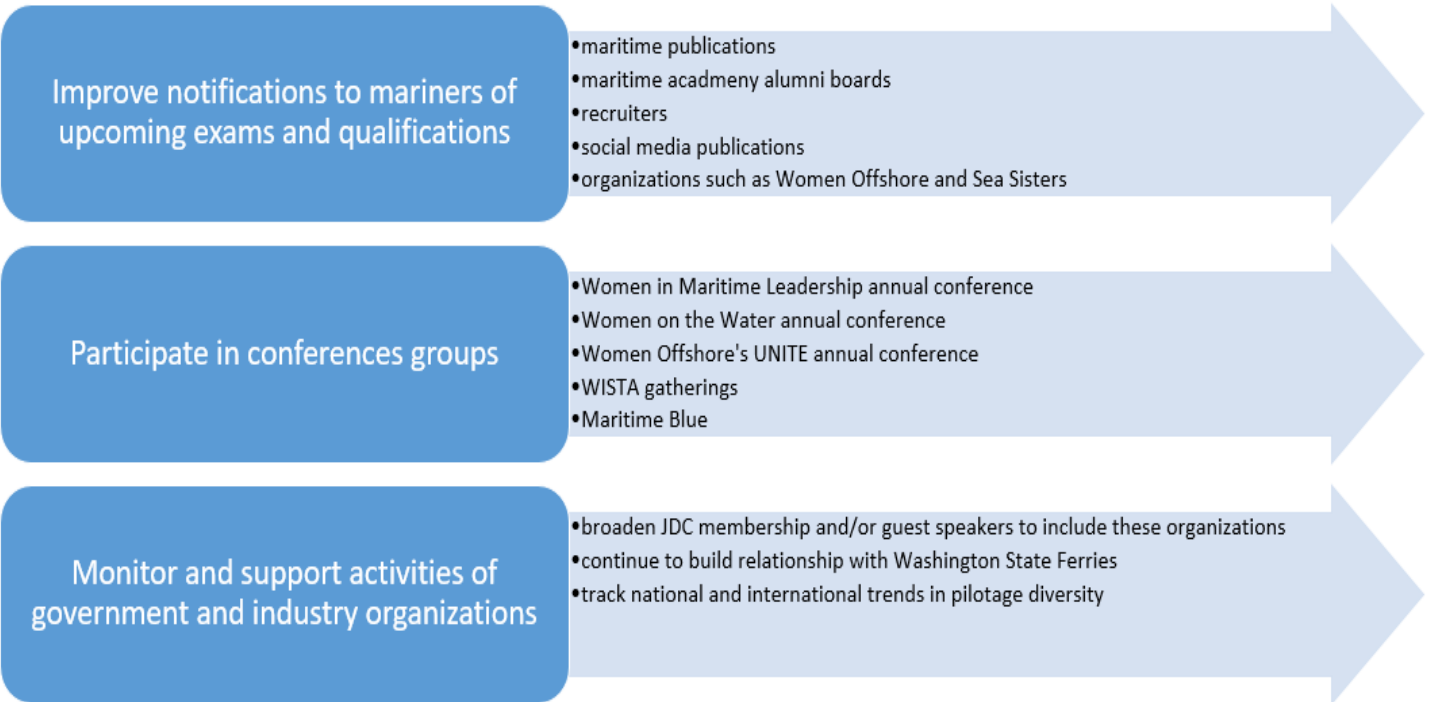 Improve notifications to mariners of
upcoming exams and qualifications
•maritime publications
•maritime acadmeny alumni boards
•recruiters
•social media publications
•organizations such as Women Offshore and Sea Sisters
Participate in conferences groups
•Women in Maritime Leadership annual conference
•Women on the Water annual conference
•Women Offshore's UNITE annual conference
•WISTA gatherings
•Maritime Blue
Monitor and support activities of
government and industry organizations
•broaden JDC membership and/or guest speakers to include these organizations
•continue to build relationship with Washington State Ferries
•track national and international trends in pilotage diversity